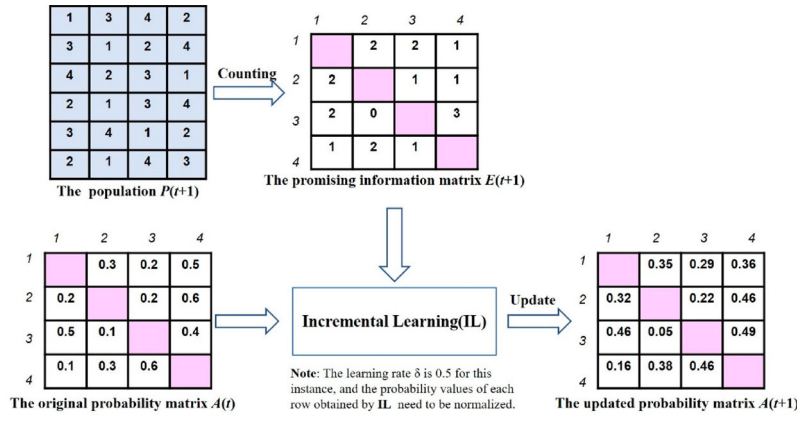 1 3 4 2
3 1 2 4
4 2 3 1
2 1 3 4
3 4 1 2
2 1 4 3
The population P(t+1)
Counting
1 2 3 4
1 2 2 1
2 2 1 1
3 2 0 3
4 1 2 1
The promising information matrix E(t+1)
1 2 3 4
1 0.3 0.2 0.5
2 0.2 0.2 0.6
3 0.5 0.1 0.4
4 0.1 0.3 0.6
The original probability matrix A(t)
Incremental Learning(IL)
Note: The learning rate δ is 0.5 for this
instance, and the probability values of each
row obtained by IL need to be normalized.
Update
1 2 3 4
1 0.35 0.29 0.36
2 0.32 0.22 0.46
3 0.46 0.05 0.49
4 0.16 0.38 0.46
The updated probability matrix A(t+1)